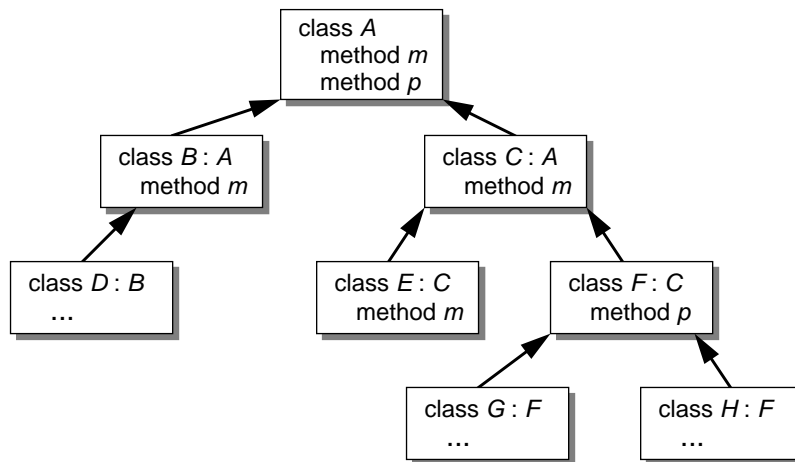 class A
method m
method p
class B : A
method m
class C : A
method m
class D : B
...
class E : C
method m
class F : C
method p
class G : F
...
class H : F
...